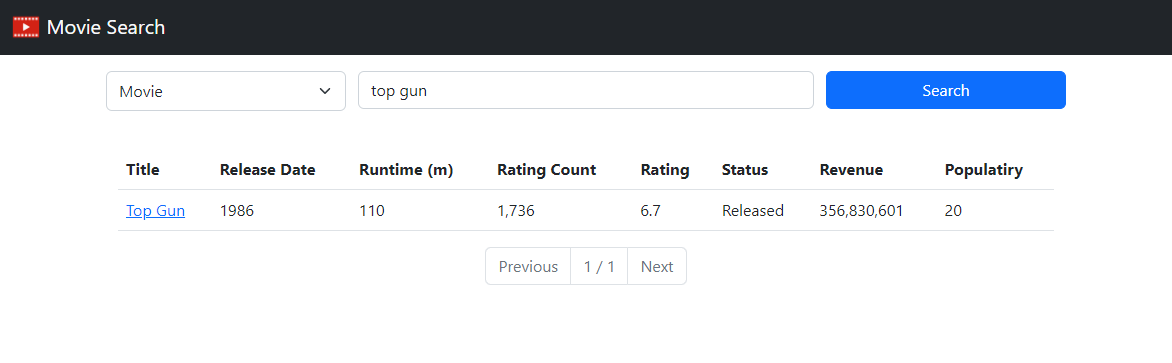 Movie Search
Movie top gun Search
Title Release Date Runtime (m) Rating Count Rating Status Revenue Populatiry
Top Gun 1986 110 1,736 6.7 Released 356,830,601 20
Previous 1 / 1 Next